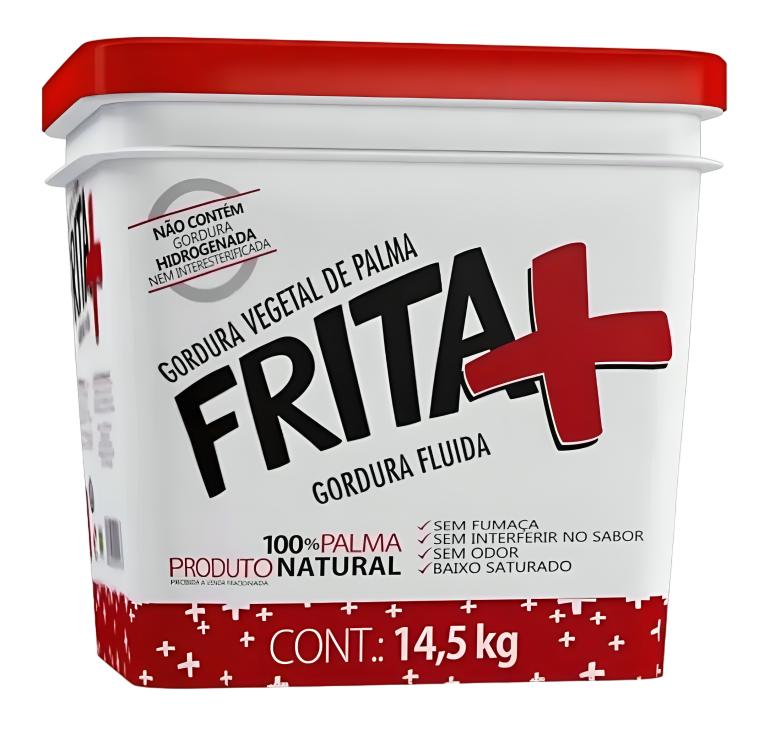 NÃO CONTÉM
GORDURA
HIDROGENADA
NEM INTERESTERIFICADA
GORDURA VEGETAL DE PALMA
FRITA+
GORDURA FLUIDA
100% PALMA
PRODUTO NATURAL
PROIBIDA A VENDA FRACIONADA
✓ SEM FUMAÇA
✓ SEM INTERFERIR NO SABOR
✓ SEM ODOR
✓ BAIXO SATURADO
CONT.: 14,5 kg